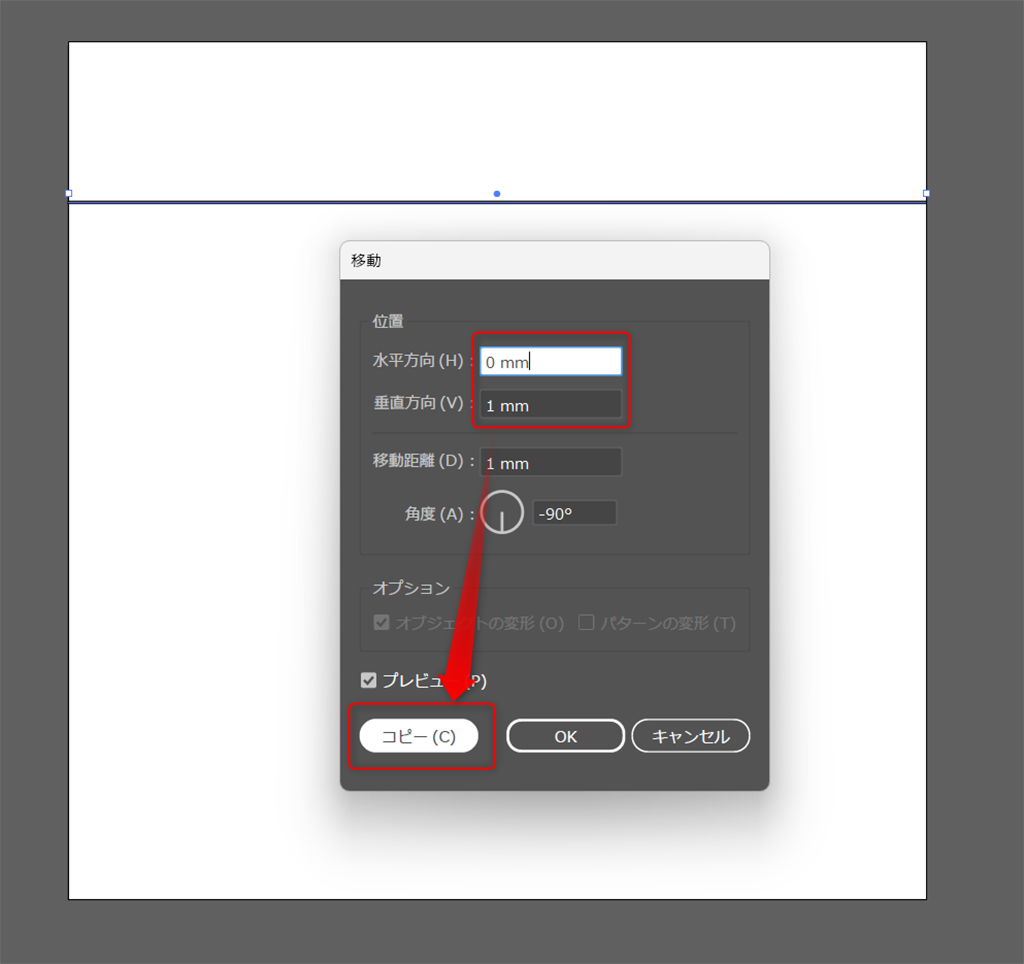 移動
位置
水平方向 (H) : 0 mm
垂直方向 (V) : 1 mm
移動距離 (D) : 1 mm
角度 (A) : -90°
オプション
オブジェクトの変形 (O) パターンの変形 (T)
プレビュー (P)
コピー (C) OK キャンセル